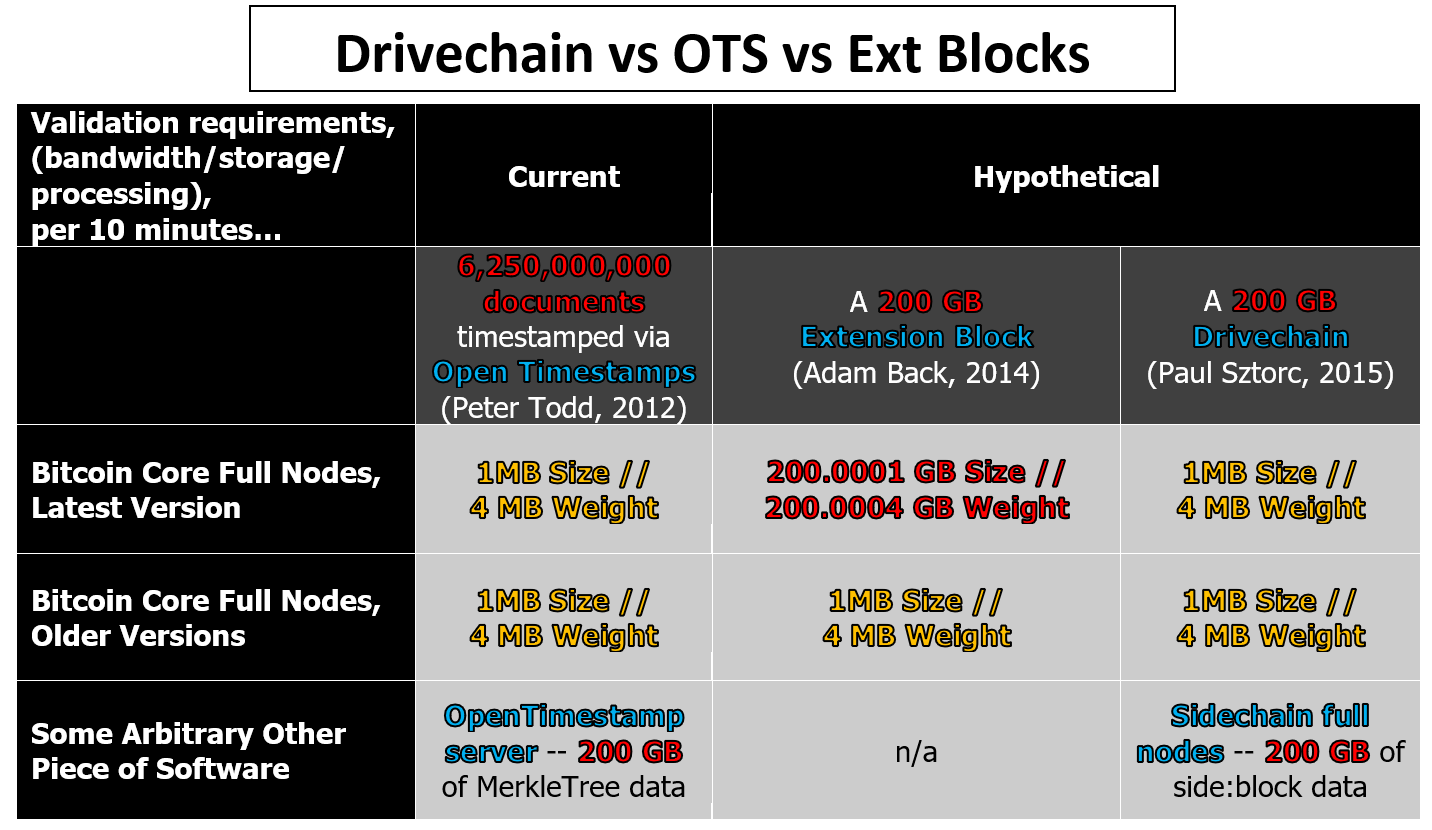 Drivechain vs OTS vs Ext Blocks
Validation requirements,
(bandwidth/storage/
processing),
per 10 minutes...
Current
Hypothetical
6,250,000,000
documents
timestamped via
Open Timestamps
(Peter Todd, 2012)
A 200 GB
Extension Block
(Adam Back, 2014)
A 200 GB
Drivechain
(Paul Sztorc, 2015)
Bitcoin Core Full Nodes,
Latest Version
1MB Size //
4 MB Weight
200.0001 GB Size //
200.0004 GB Weight
1MB Size //
4 MB Weight
Bitcoin Core Full Nodes,
Older Versions
1MB Size //
4 MB Weight
1MB Size //
4 MB Weight
1MB Size //
4 MB Weight
Some Arbitrary Other
Piece of Software
OpenTimestamp
server -- 200 GB
of MerkleTree data
n/a
Sidechain full
nodes -- 200 GB of
side:block data